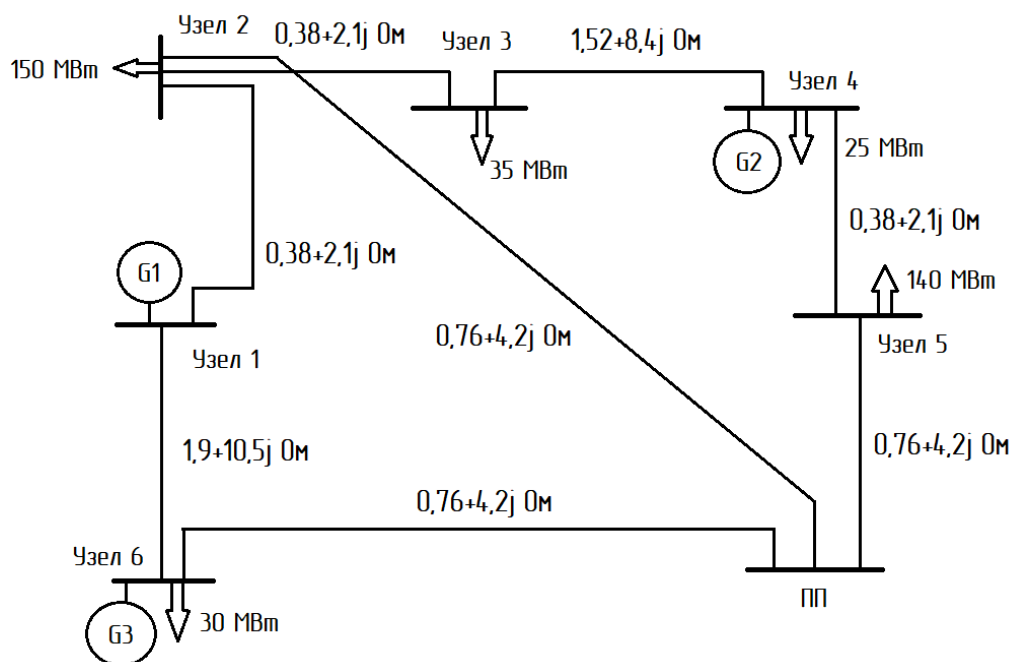 Узел 2
0,38+2,1j Ом
Узел 3
1,52+8,4j Ом
150 МВт
Узел 4
35 МВт
G2
25 МВт
0,38+2,1j Ом
0,38+2,1j Ом
G1
140 МВт
Узел 1
0,76+4,2j Ом
Узел 5
1,9+10,5j Ом
0,76+4,2j Ом
0,76+4,2j Ом
Узел 6
ПП
G3
30 МВт